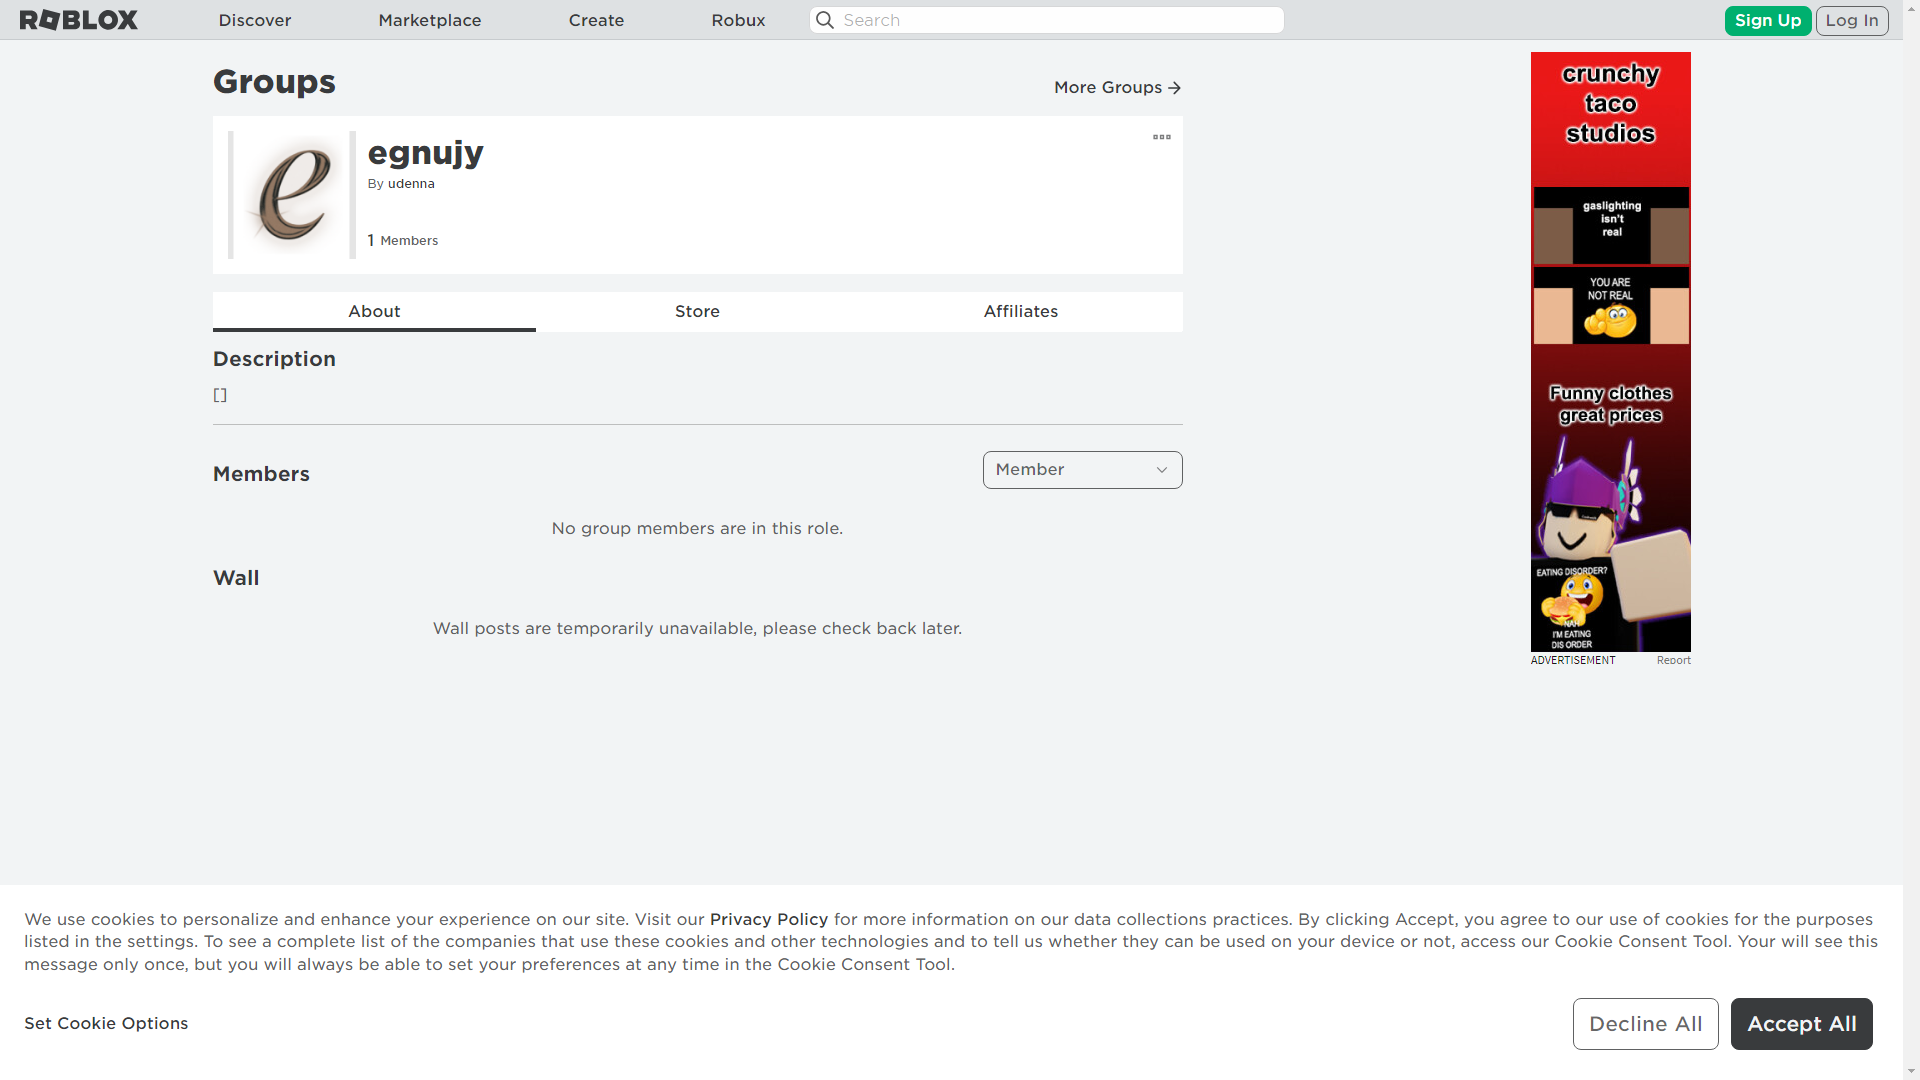 ROBLOX
Discover
Marketplace
Create
Robux
Search
Sign Up
Log In
Groups
More Groups
e
egnujy
By udenna
1 Members
About
Store
Affiliates
Description
[]
Members
Member
No group members are in this role.
Wall
Wall posts are temporarily unavailable, please check back later.
crunchy
taco
studios
gaslighting
isn't
real
YOU ARE
NOT REAL
Funny clothes
great prices
EATING DISORDER?
NAH
I'M EATING
DIS ORDER
ADVERTISEMENT
Report
We use cookies to personalize and enhance your experience on our site. Visit our Privacy Policy for more information on our data collections practices. By clicking Accept, you agree to our use of cookies for the purposes
listed in the settings. To see a complete list of the companies that use these cookies and other technologies and to tell us whether they can be used on your device or not, access our Cookie Consent Tool. Your will see this
message only once, but you will always be able to set your preferences at any time in the Cookie Consent Tool.
Set Cookie Options
Decline All
Accept All